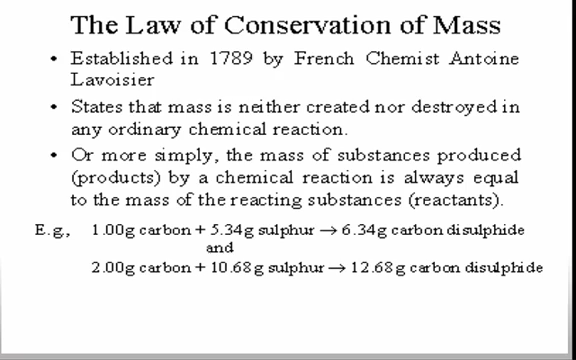 The Law of Conservation of Mass
• Established in 1789 by French Chemist Antoine
Lavoisier
• States that mass is neither created nor destroyed in
any ordinary chemical reaction.
• Or more simply, the mass of substances produced
(products) by a chemical reaction is always equal
to the mass of the reacting substances (reactants).
E.g, 1.00g carbon + 5.34g sulphur → 6.34g carbon disulphide
and
2.00g carbon + 10.68g sulphur → 12.68g carbon disulphide